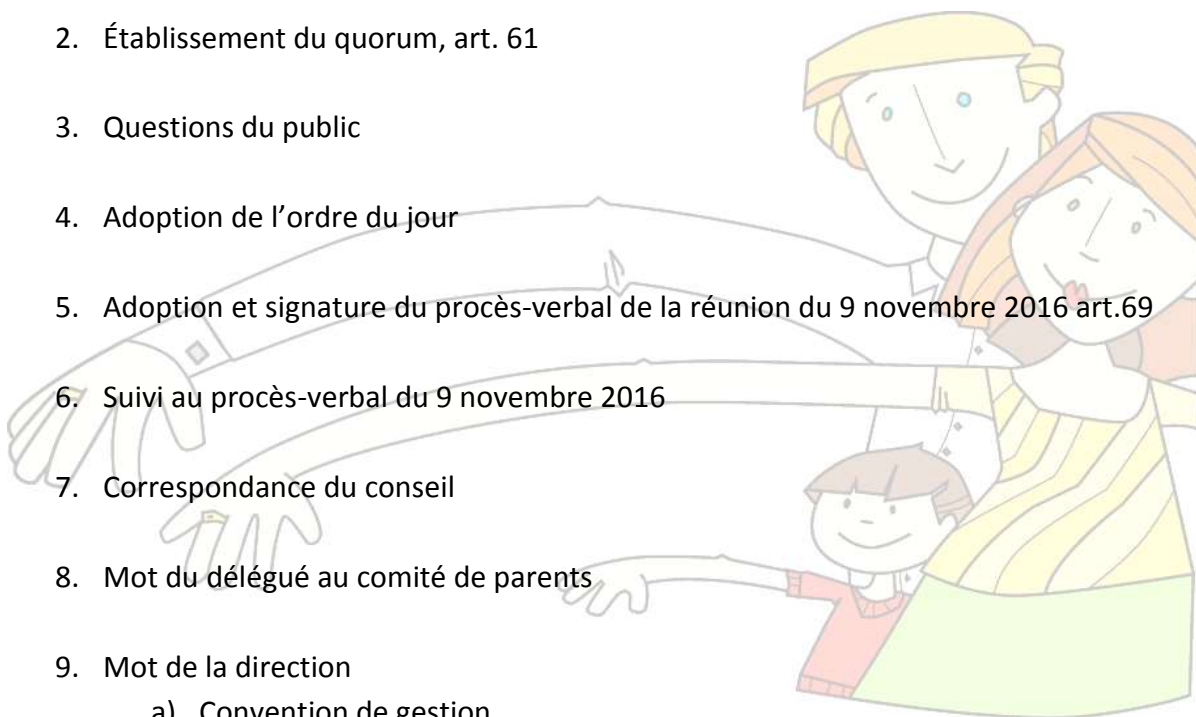 2. Établissement du quorum, art. 61
3. Questions du public
4. Adoption de l’ordre du jour
5. Adoption et signature du procès-verbal de la réunion du 9 novembre 2016 art.69
6. Suivi au procès-verbal du 9 novembre 2016
7. Correspondance du conseil
8. Mot du délégué au comité de parents
9. Mot de la direction
a) Convention de gestion